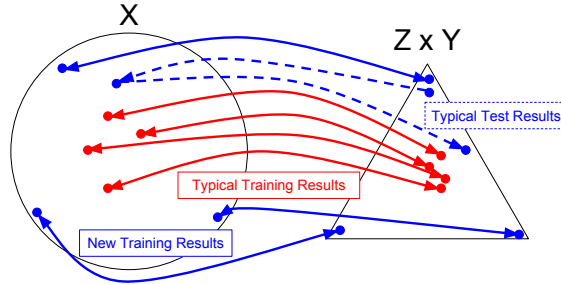 X
Z x Y
Typical Test Results
Typical Training Results
New Training Results